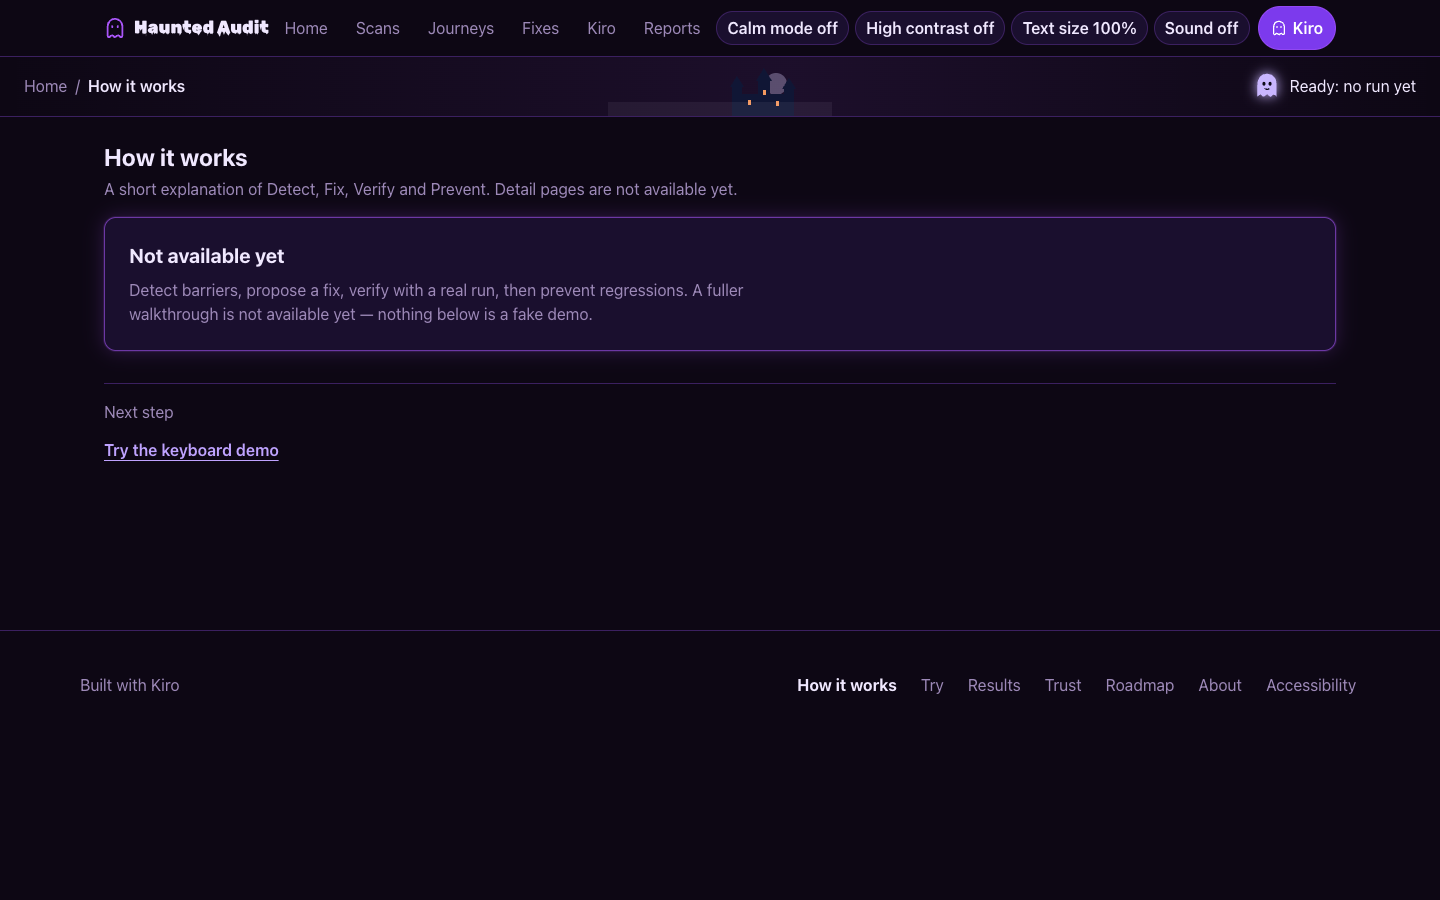 Haunted Audit Home Scans Journeys Fixes Kiro Reports Calm mode off High contrast off Text size 100% Sound off Kiro
Home / How it works Ready: no run yet
How it works
A short explanation of Detect, Fix, Verify and Prevent. Detail pages are not available yet.
Not available yet
Detect barriers, propose a fix, verify with a real run, then prevent regressions. A fuller
walkthrough is not available yet — nothing below is a fake demo.
Next step
Try the keyboard demo
Built with Kiro How it works Try Results Trust Roadmap About Accessibility